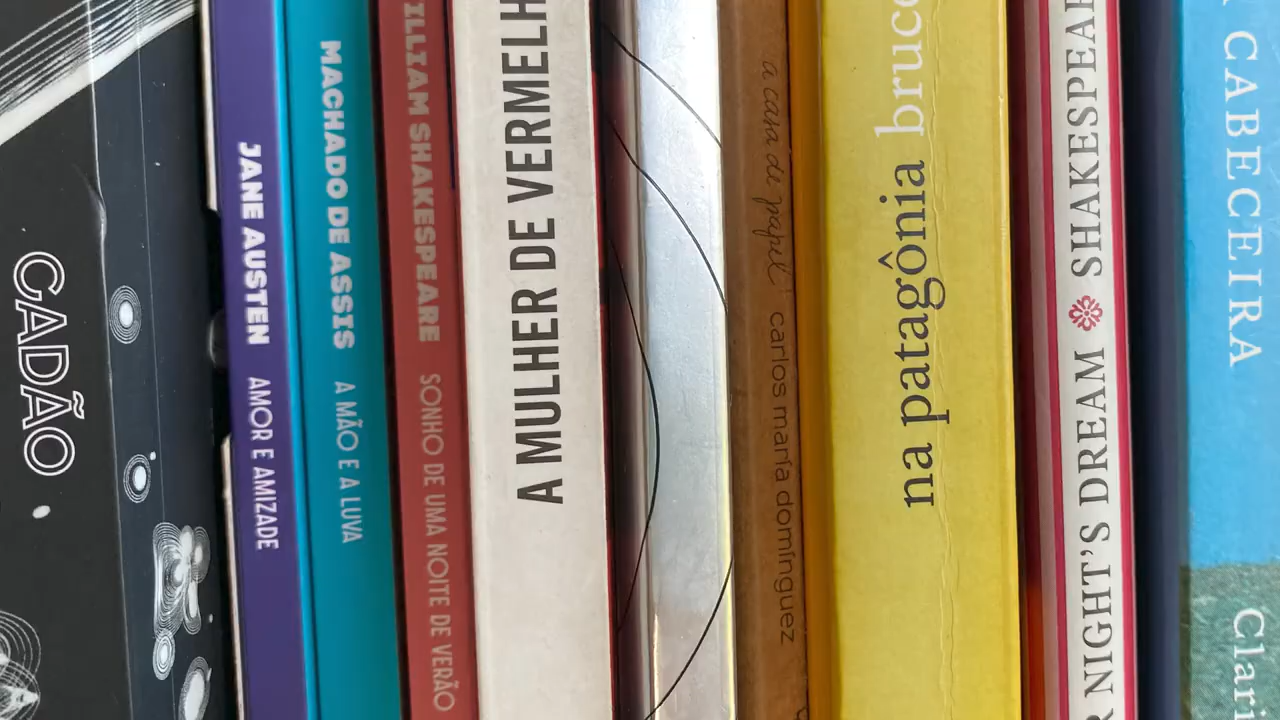 CADÃO
JANE AUSTEN AMOR E AMIZADE
MACHADO DE ASSIS A MÃO E A LUVA
ILLIAM SHAKESPEARE SONHO DE UMA NOITE DE VERÃO
A MULHER DE VERMELH
a casa de papel carlos maría domínguez
na patagônia bruce
R NIGHT'S DREAM SHAKESPEAR
CABECEIRA
Clari